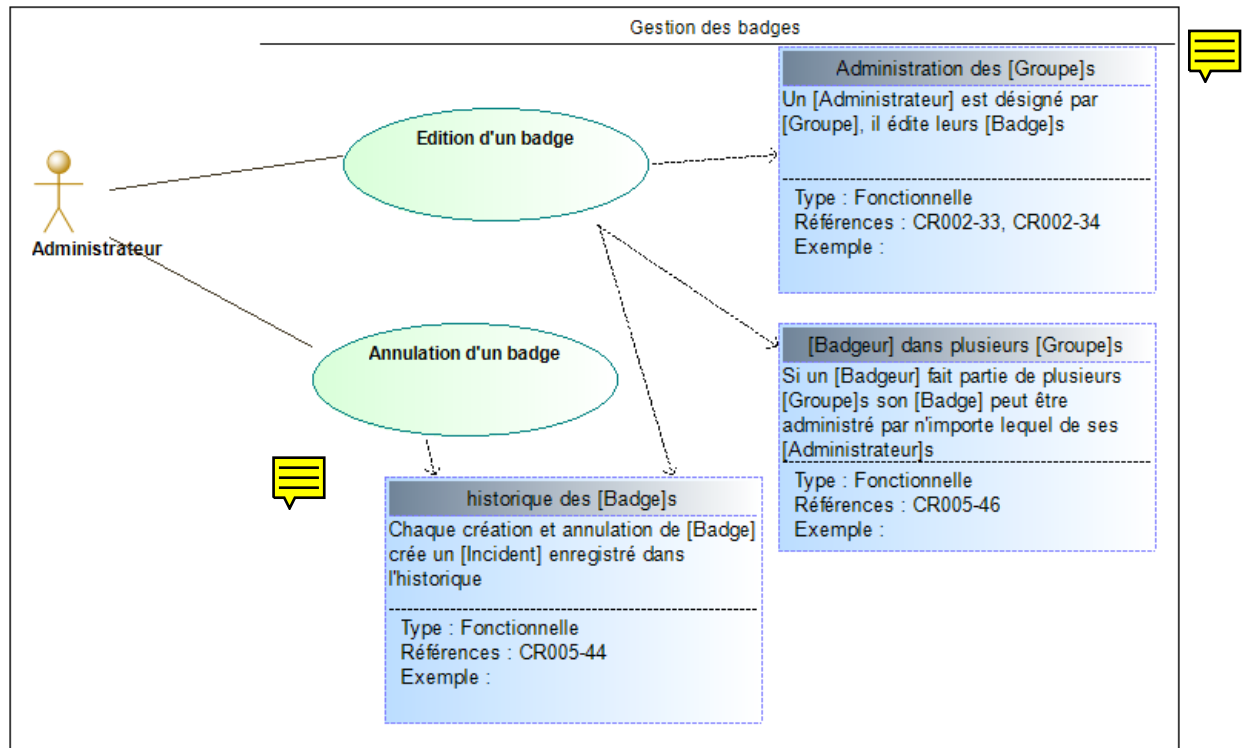 Gestion des badges
Administration des [Groupe]s
Un [Administrateur] est désigné par
[Groupe], il édite leurs [Badge]s
Type : Fonctionnelle
Références : CR002-33, CR002-34
Exemple :
Edition d'un badge
Administrateur
Annulation d'un badge
[Badgeur] dans plusieurs [Groupe]s
Si un [Badgeur] fait partie de plusieurs
[Groupe]s son [Badge] peut être
administré par n'importe lequel de ses
[Administrateur]s
Type : Fonctionnelle
Références : CR005-46
Exemple :
historique des [Badge]s
Chaque création et annulation de [Badge]
crée un [Incident] enregistré dans
l'historique
Type : Fonctionnelle
Références : CR005-44
Exemple :